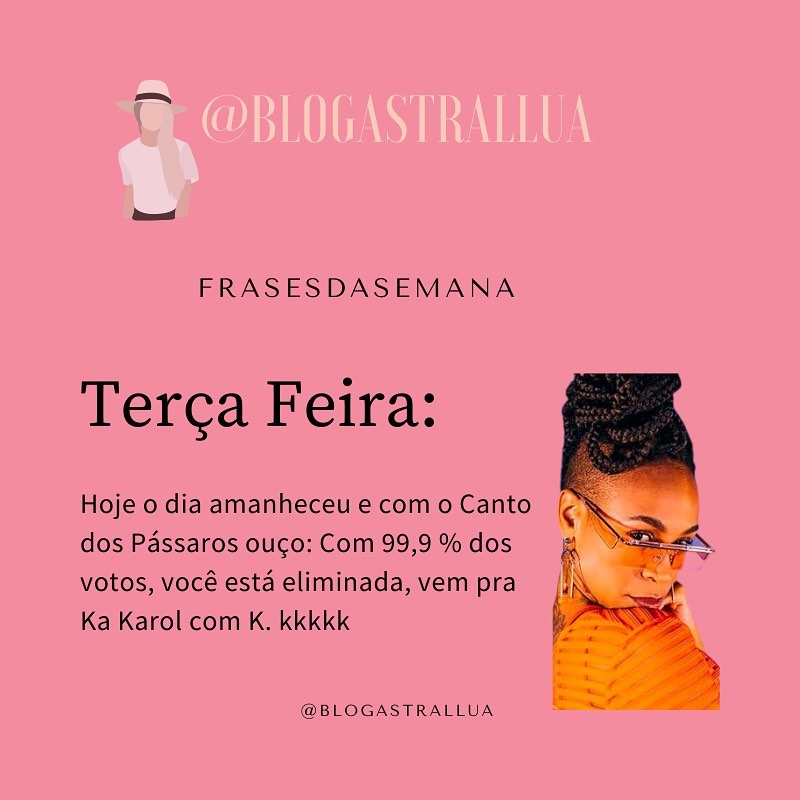 @BLOGASTRALLUA
FRASESDASEMANA
Terça Feira:
Hoje o dia amanheceu e com o Canto
dos Pássaros ouço: Com 99,9 % dos
votos, você está eliminada, vem pra
Ka Karol com K. kkkkk
@BLOGASTRALLUA